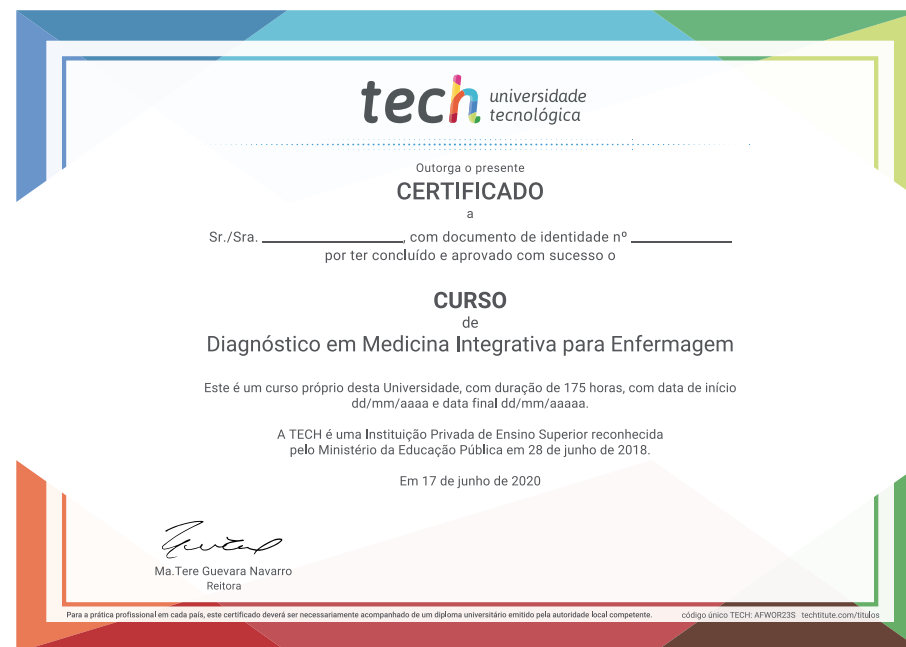 tech universidade
tecnológica
Outorga o presente
CERTIFICADO
a
Sr./Sra. ____________________, com documento de identidade nº ______________
por ter concluído e aprovado com sucesso o
CURSO
de
Diagnóstico em Medicina Integrativa para Enfermagem
Este é um curso próprio desta Universidade, com duração de 175 horas, com data de início
dd/mm/aaaa e data final dd/mm/aaaaa.
A TECH é uma Instituição Privada de Ensino Superior reconhecida
pelo Ministério da Educação Pública em 28 de junho de 2018.
Em 17 de junho de 2020
Ma.Tere Guevara Navarro
Reitora
Para a prática profissional em cada país, este certificado deverá ser necessariamente acompanhado de um diploma universitário emitido pela autoridade local competente. código único TECH: AFWOR23S techtitute.com/titulos